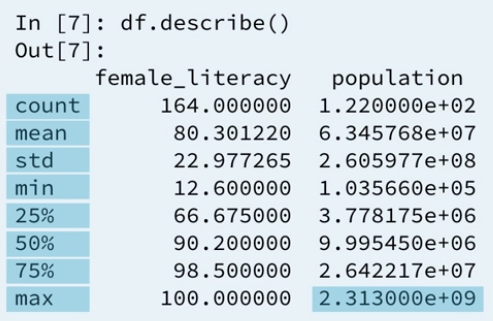 In [7]: df.describe()
Out[7]:
female_literacy population
count 164.000000 1.220000e+02
mean 80.301220 6.345768e+07
std 22.977265 2.605977e+08
min 12.600000 1.035660e+05
25% 66.675000 3.778175e+06
50% 90.200000 9.995450e+06
75% 98.500000 2.642217e+07
max 100.000000 2.313000e+09